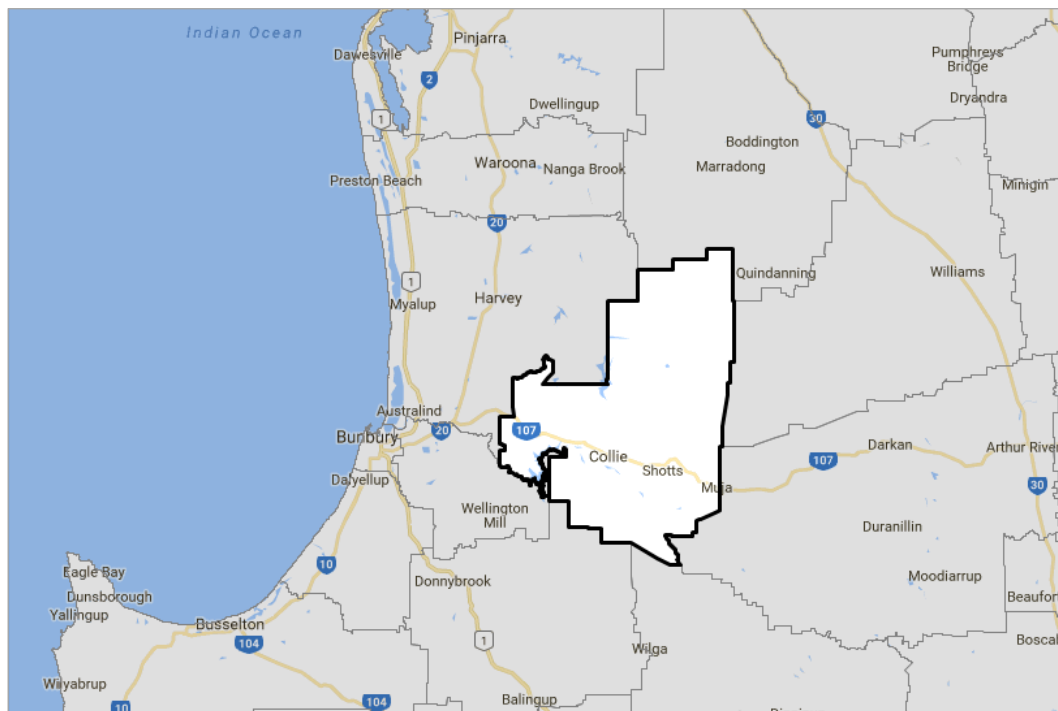 Indian Ocean
Pinjarra
Dawesville
Pumphreys
Bridge
2
Dryandra
Dwellingup
1
30
Boddington
Waroona
Marradong
Nanga Brook
Preston Beach
Minigin
20
Quindanning
Williams
1
Harvey
Myalup
Australind
107
20
Bunbury
Collie
Darkan
Arthur River
107
Shotts
Dalyellup
Muja
30
Wellington
Mill
Duranillin
10
Eagle Bay
Donnybrook
Moodiarrup
Dunsborough
Beaufort
Yallingup
Busselton
104
1
Boscab
Wilga
Wilyabrup
104
Balingup
10